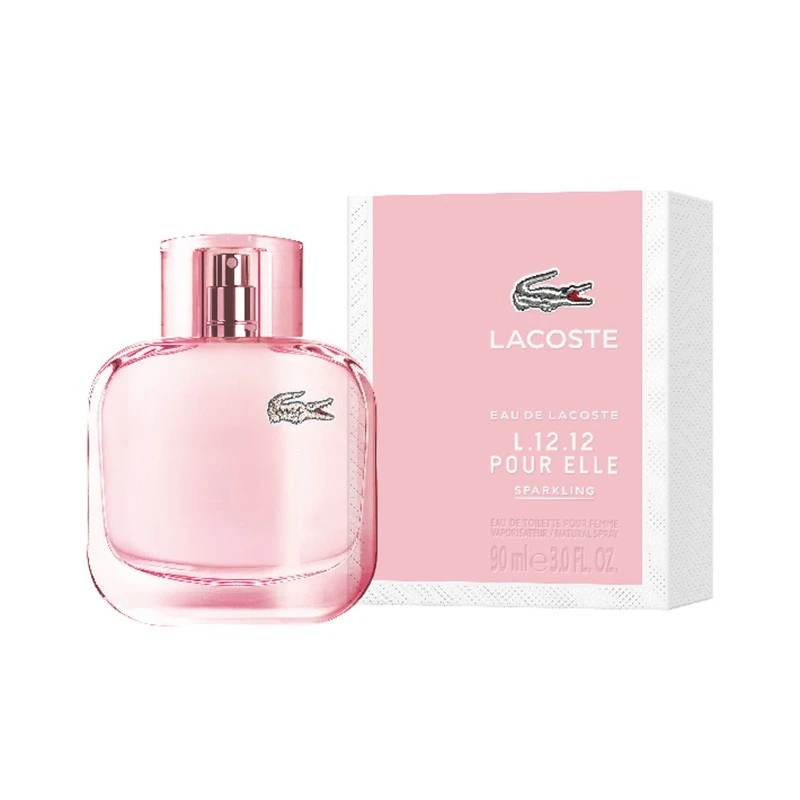 LACOSTE
EAU DE LACOSTE
L.12.12
POUR ELLE
SPARKLING
EAU DE TOILETTE POUR FEMME
VAPORISATEUR / NATURAL SPRAY
90 ml e 3.0 FL. OZ.